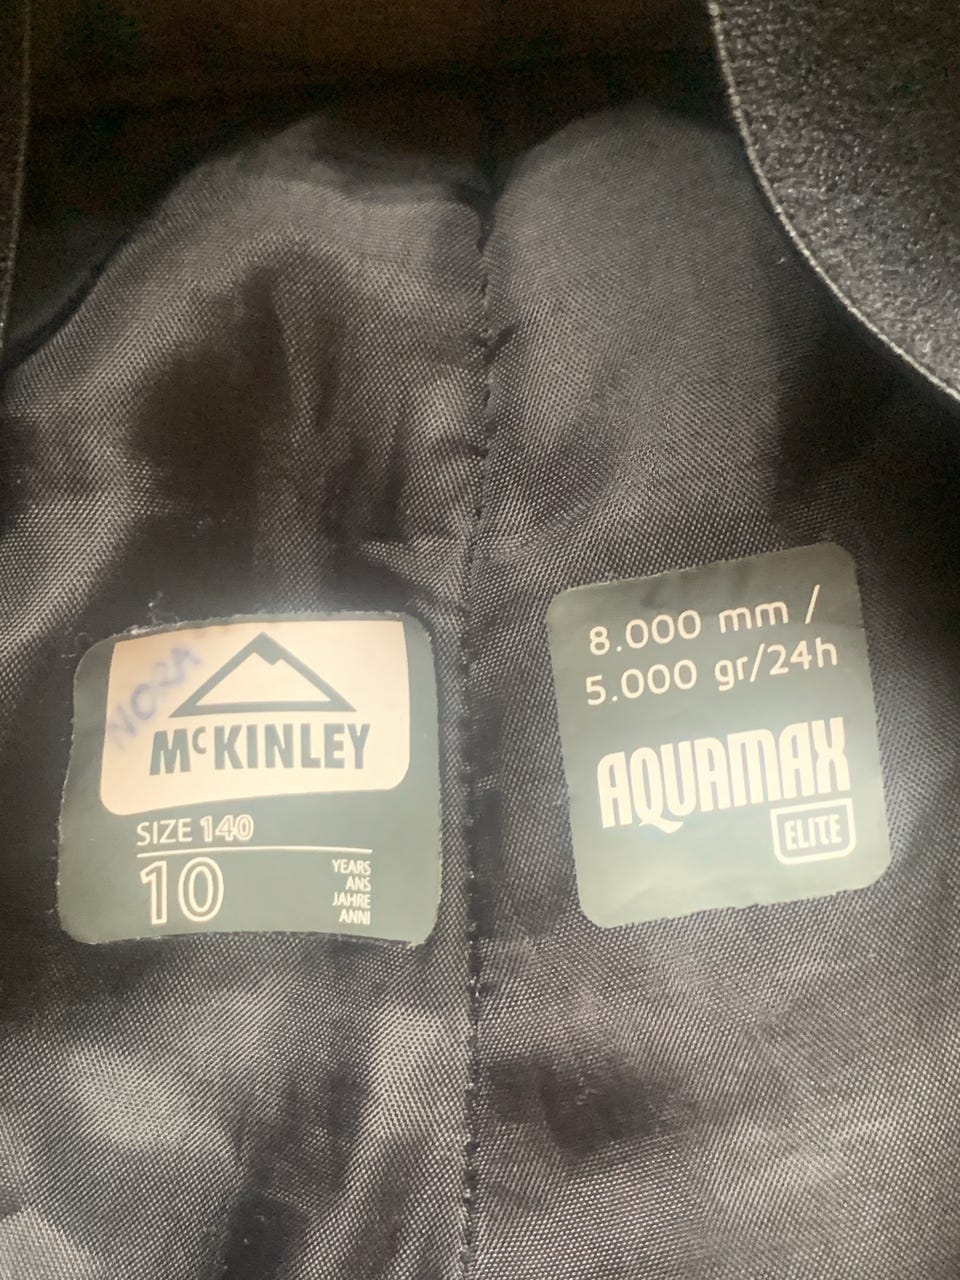 McKINLEY
SIZE 140
10
YEARS
ANS
JAHRE
ANNI
8.000 mm /
5.000 gr/24h
AQUAMAX
ELITE